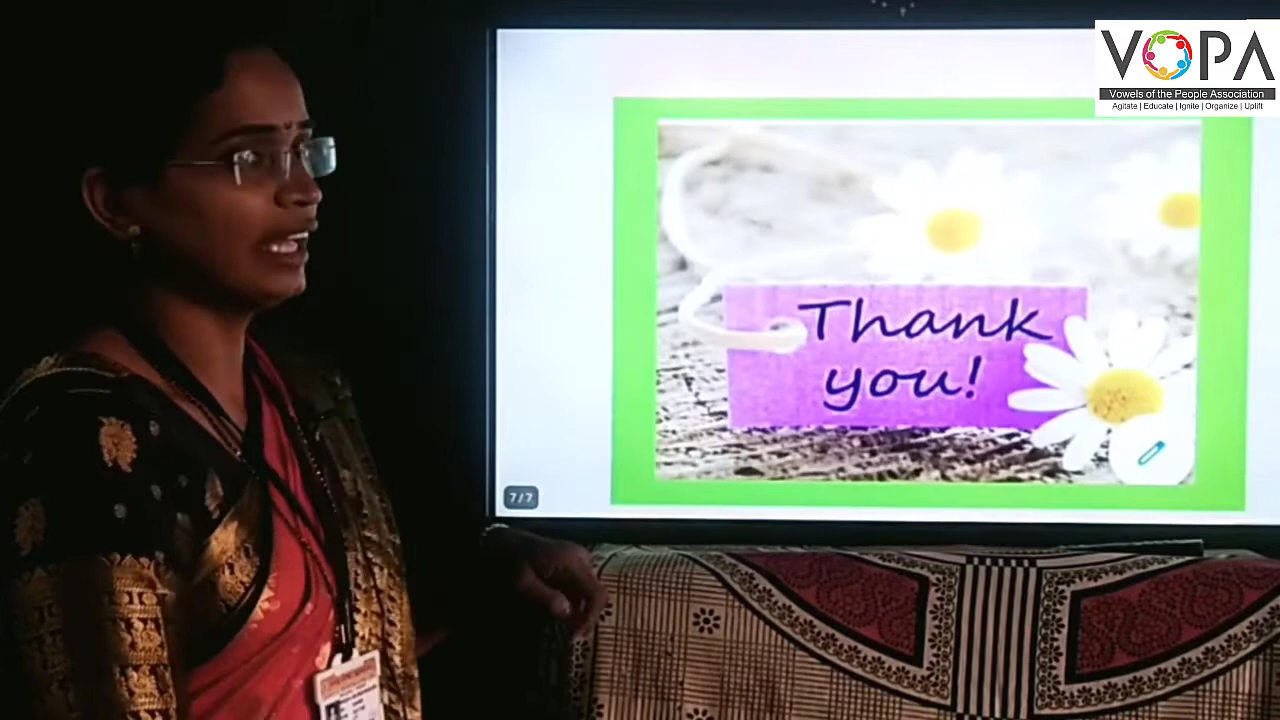 VOPA
Vowels of the People Association
Agitate | Educate | Ignite | Organize | Uplift
Thank
you!
7/7